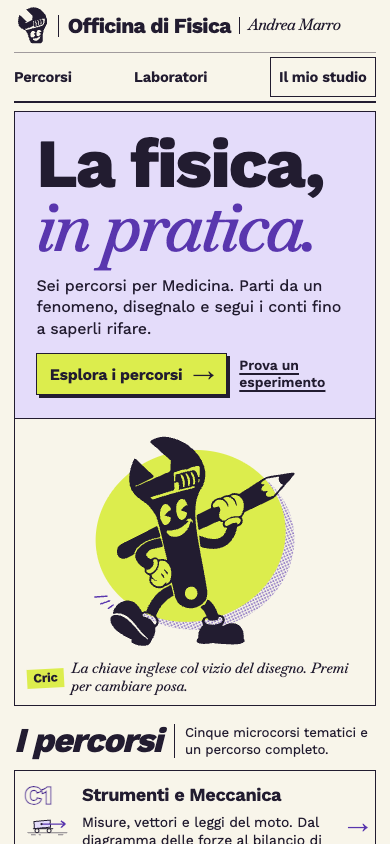 Officina di Fisica | Andrea Marro
Percorsi
Laboratori
Il mio studio
La fisica,
in pratica.
Sei percorsi per Medicina. Parti da un
fenomeno, disegnalo e segui i conti fino
a saperli rifare.
Esplora i percorsi →
Prova un
esperimento
Cric
La chiave inglese col vizio del disegno. Premi
per cambiare posa.
I percorsi
Cinque microcorsi tematici e
un percorso completo.
C1
Strumenti e Meccanica
Misure, vettori e leggi del moto. Dal
diagramma delle forze al bilancio di